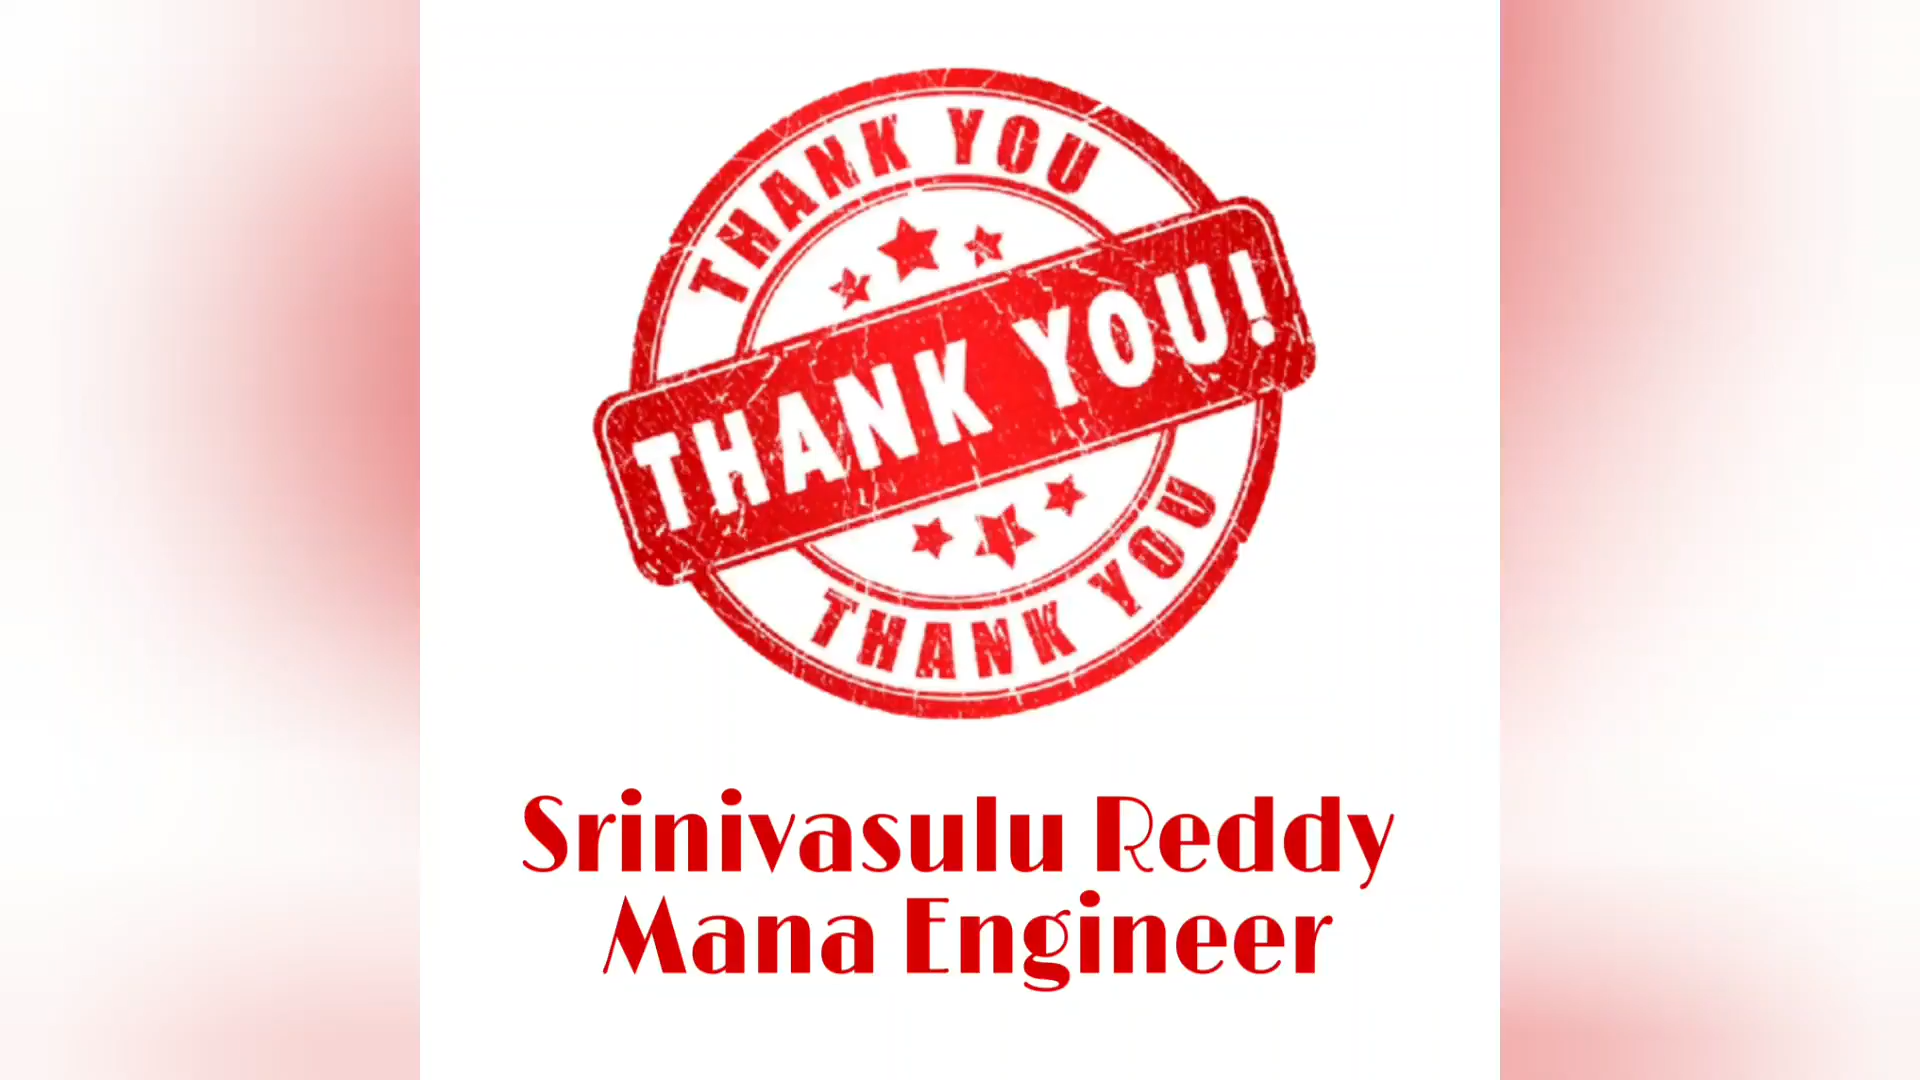 THANK YOU
THANK YOU!
THANK YOU
Srinivasulu Reddy
Mana Engineer